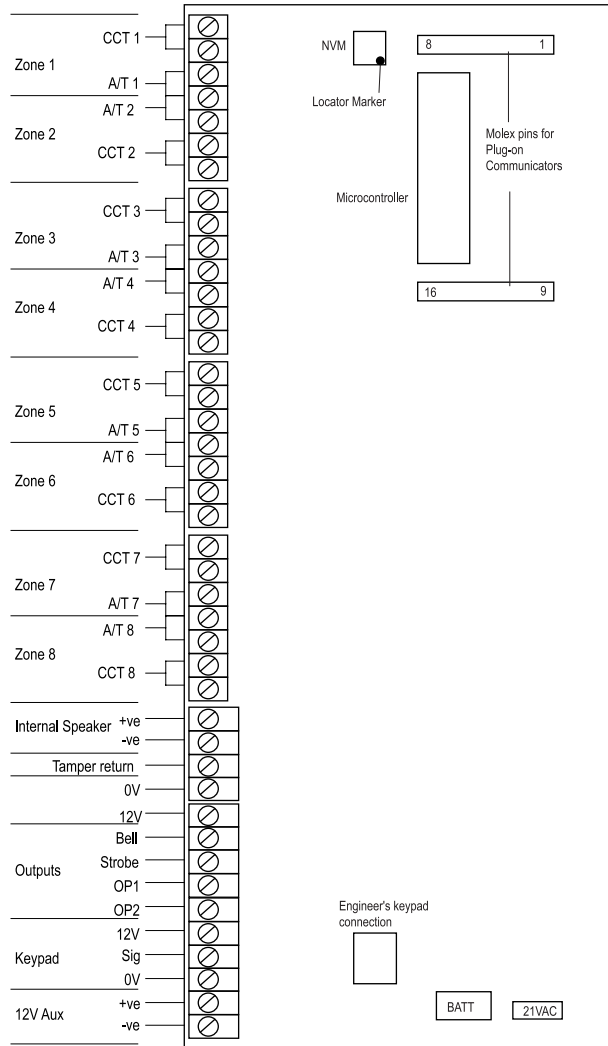 CCT 1
Zone 1
A/T 1
A/T 2
Zone 2
CCT 2
CCT 3
Zone 3
A/T 3
A/T 4
Zone 4
CCT 4
CCT 5
Zone 5
A/T 5
A/T 6
Zone 6
CCT 6
CCT 7
Zone 7
A/T 7
A/T 8
Zone 8
CCT 8
Internal Speaker +ve
-ve
Tamper return
0V
12V
Bell
Outputs
Strobe
OP1
OP2
12V
Keypad
Sig
0V
12V Aux
+ve
-ve
NVM
Locator Marker
8 1
Molex pins for
Plug-on
Communicators
Microcontroller
16 9
Engineer's keypad
connection
BATT
21VAC